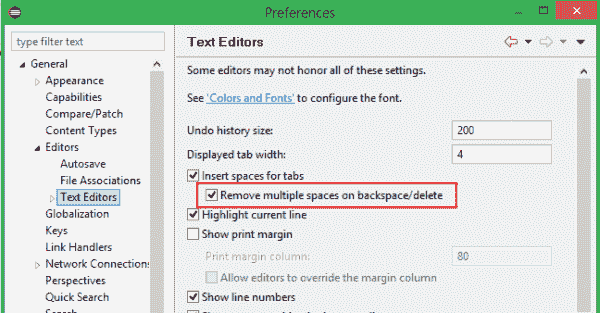 Preferences
type filter text
General
Appearance
Capabilities
Compare/Patch
Content Types
Editors
Autosave
File Associations
Text Editors
Globalization
Keys
Link Handlers
Network Connections
Perspectives
Quick Search
Text Editors
Some editors may not honor all of these settings.
See 'Colors and Fonts' to configure the font.
Undo history size: 200
Displayed tab width: 4
Insert spaces for tabs
Remove multiple spaces on backspace/delete
Highlight current line
Show print margin
Print margin column: 80
Allow editors to override the margin column
Show line numbers